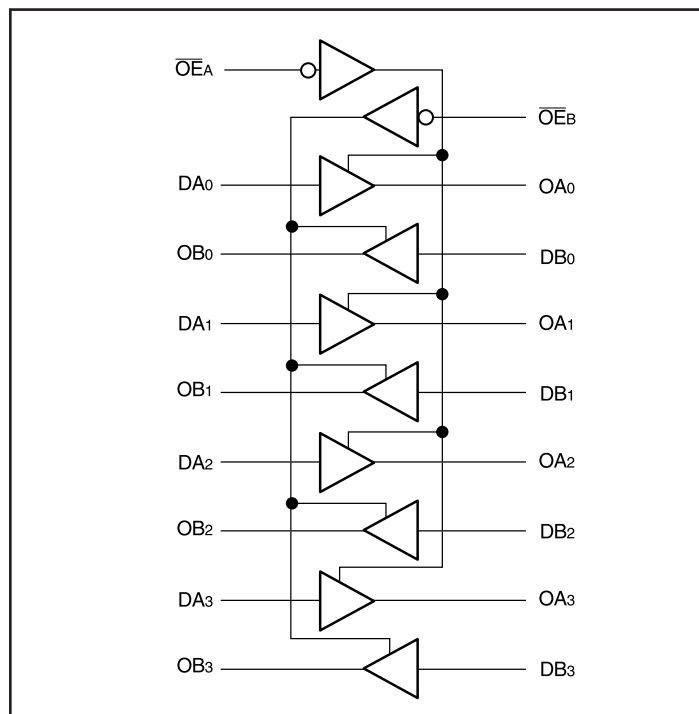 OEA
OEB
DA0 OA0
OB0 DB0
DA1 OA1
OB1 DB1
DA2 OA2
OB2 DB2
DA3 OA3
OB3 DB3